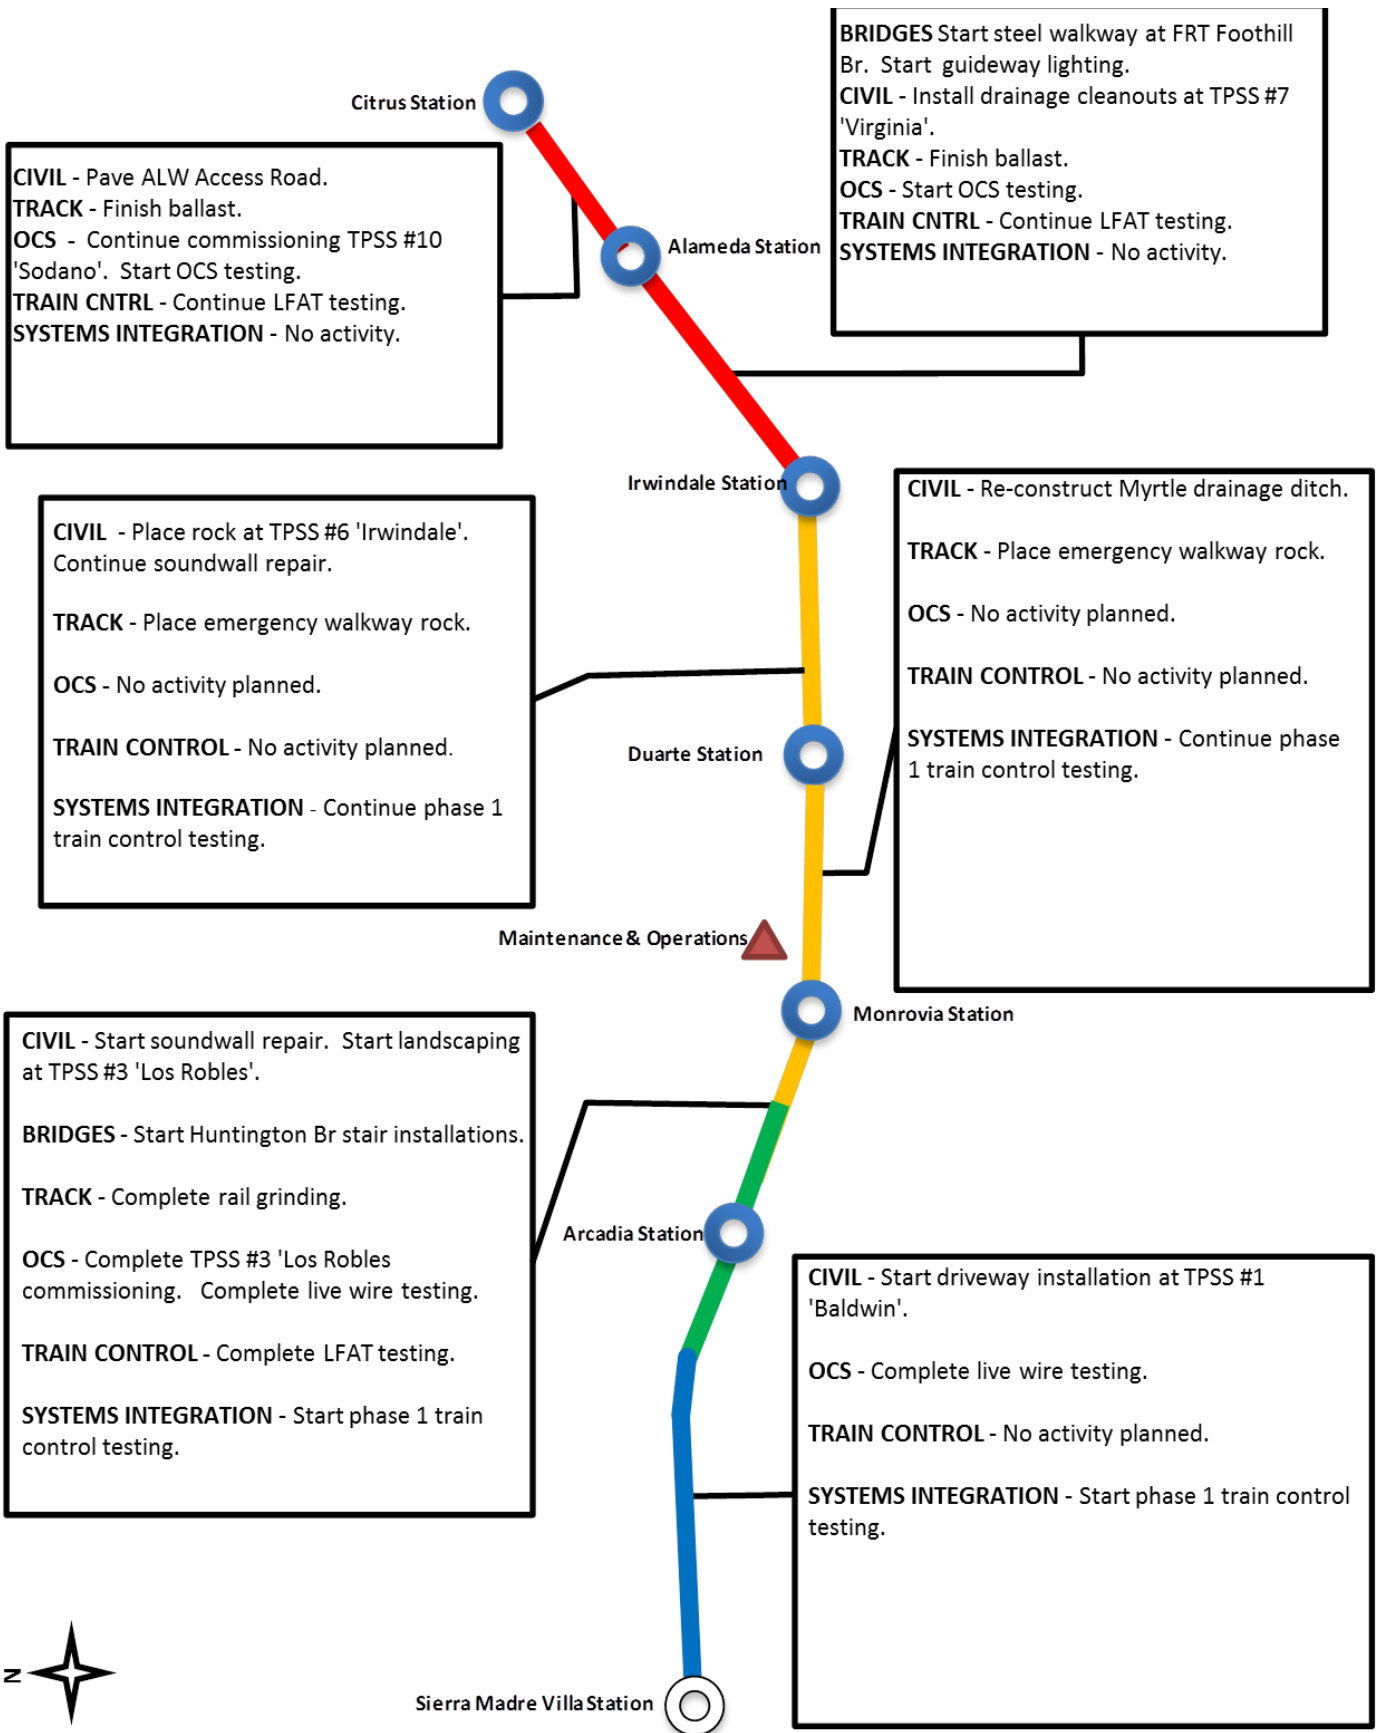 BRIDGES Start steel walkway at FRT Foothill
Br.  Start  guideway lighting.
CIVIL - Install drainage cleanouts at TPSS #7
'Virginia'.
TRACK - Finish ballast.
OCS - Start OCS testing.
TRAIN CNTRL - Continue LFAT testing.
SYSTEMS INTEGRATION - No activity.
Citrus Station
CIVIL - Pave ALW Access Road.
TRACK - Finish ballast.
OCS  -  Continue commissioning TPSS #10
'Sodano'.  Start OCS testing.
TRAIN CNTRL - Continue LFAT testing.
SYSTEMS INTEGRATION - No activity.
Alameda Station
Irwindale Station
CIVIL - Re-construct Myrtle drainage ditch.
TRACK - Place emergency walkway rock.
OCS - No activity planned.
TRAIN CONTROL - No activity planned.
SYSTEMS INTEGRATION - Continue phase
1 train control testing.
CIVIL  - Place rock at TPSS #6 'Irwindale'.
Continue soundwall repair.
TRACK - Place emergency walkway rock.
OCS - No activity planned.
TRAIN CONTROL - No activity planned.
SYSTEMS INTEGRATION - Continue phase 1
train control testing.
Duarte Station
Maintenance & Operations
Monrovia Station
CIVIL - Start soundwall repair.  Start landscaping
at TPSS #3 'Los Robles'.
BRIDGES - Start Huntington Br stair installations.
TRACK - Complete rail grinding.
OCS - Complete TPSS #3 'Los Robles
commissioning.   Complete live wire testing.
TRAIN CONTROL - Complete LFAT testing.
SYSTEMS INTEGRATION - Start phase 1 train
control testing.
Arcadia Station
CIVIL - Start driveway installation at TPSS #1
'Baldwin'.
OCS - Complete live wire testing.
TRAIN CONTROL - No activity planned.
SYSTEMS INTEGRATION - Start phase 1 train control
testing.
N
Sierra Madre Villa Station